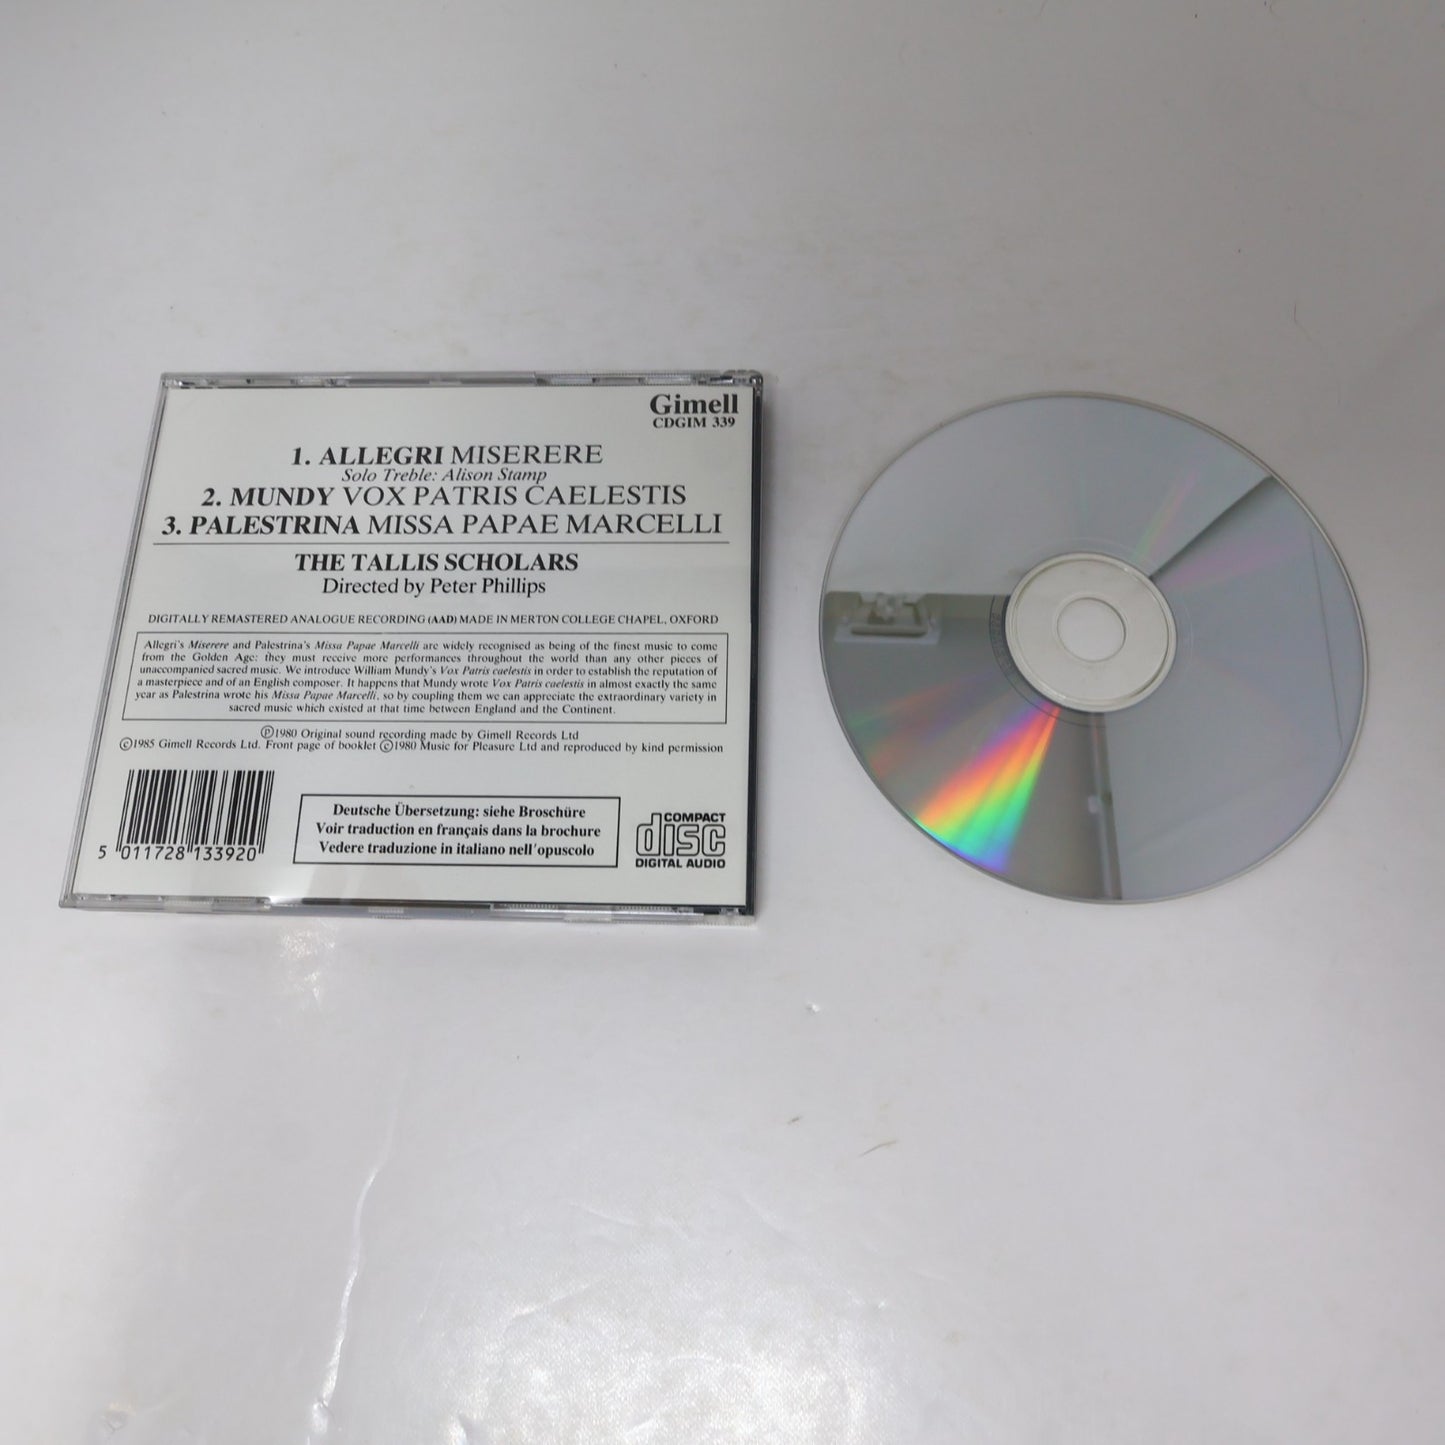 Gimell
CDGIM 339
1. ALLEGRI MISERERE
Solo Treble: Alison Stamp
2. MUNDY VOX PATRIS CAELESTIS
3. PALESTRINA MISSA PAPAE MARCELLI
THE TALLIS SCHOLARS
Directed by Peter Phillips
DIGITALLY REMASTERED ANALOGUE RECORDING (AAD) MADE IN MERTON COLLEGE CHAPEL, OXFORD
Allegri's Miserere and Palestrina's Missa Papae Marcelli are widely recognised as being of the finest music to come
from the Golden Age: they must receive more performances throughout the world than any other pieces of
unaccompanied sacred music. We introduce William Mundy's Vox Patris caelestis in order to establish the reputation of
a masterpiece and of an English composer. It happens that Mundy wrote Vox Patris caelestis in almost exactly the same
year as Palestrina wrote his Missa Papae Marcelli, so by coupling them we can appreciate the extraordinary variety in
sacred music which existed at that time between England and the Continent.
Ⓟ1980 Original sound recording made by Gimell Records Ltd
©1985 Gimell Records Ltd. Front page of booklet ©1980 Music for Pleasure Ltd and reproduced by kind permission
5 011728 133920
Deutsche Übersetzung: siehe Broschüre
Voir traduction en français dans la brochure
Vedere traduzione in italiano nell'opuscolo
COMPACT
disc
DIGITAL AUDIO